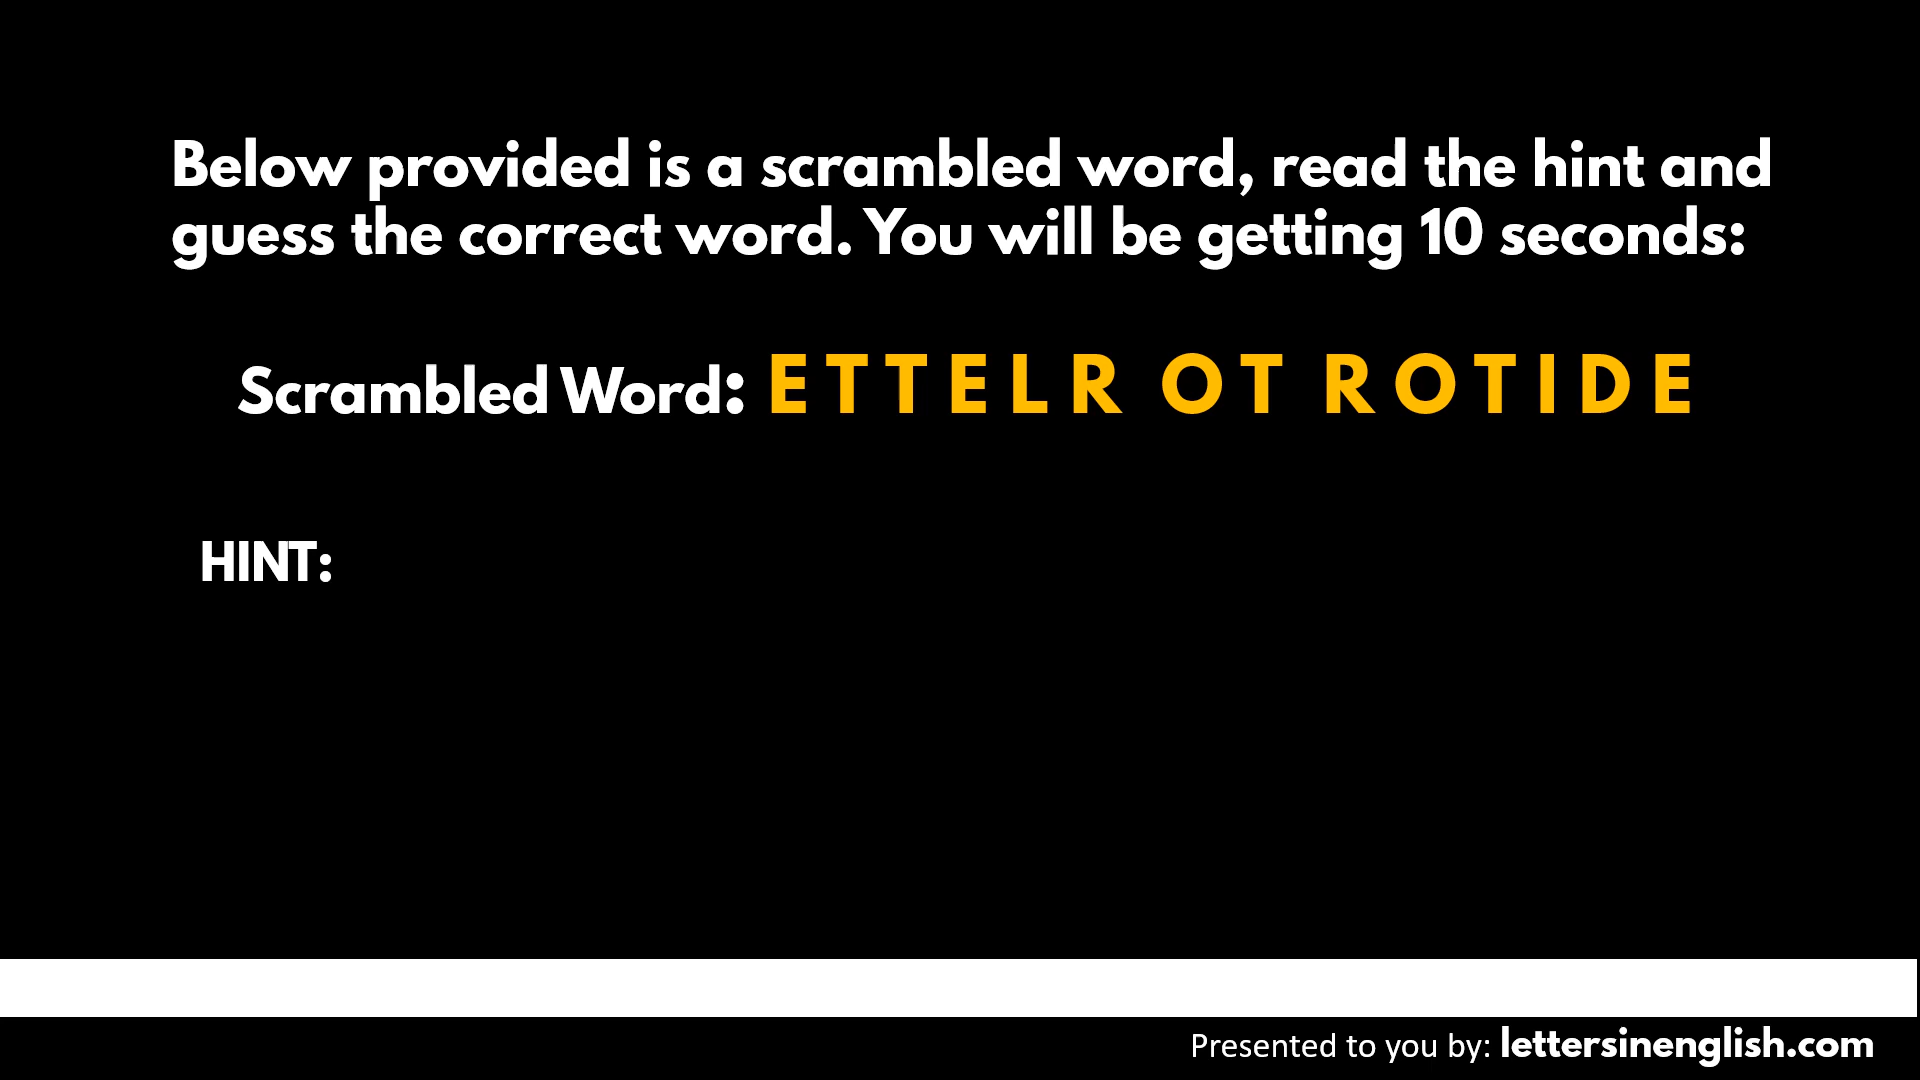 Below provided is a scrambled word, read the hint and
guess the correct word. You will be getting 10 seconds:
Scrambled Word: E T T E L R  O T  R O T I D E
HINT:
Presented to you by: lettersinenglish.com